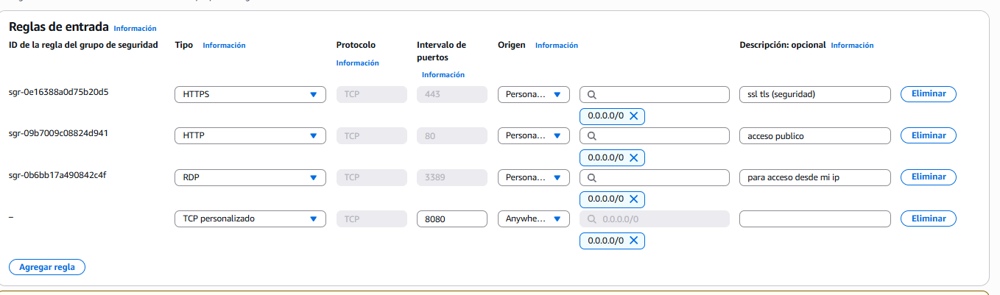 Reglas de entrada Información
ID de la regla del grupo de seguridad Tipo Información Protocolo Información Intervalo de puertos Información Origen Información Descripción: opcional Información
sgr-0e16388a0d75b20d5 HTTPS TCP 443 Persona... ssl tls (seguridad) Eliminar
0.0.0.0/0
sgr-09b7009c08824d941 HTTP TCP 80 Persona... acceso publico Eliminar
0.0.0.0/0
sgr-0b6bb17a490842c4f RDP TCP 3389 Persona... para acceso desde mi ip Eliminar
0.0.0.0/0
– TCP personalizado TCP 8080 Anywhe... 0.0.0.0/0 Eliminar
0.0.0.0/0
Agregar regla